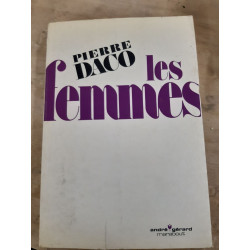 PIERRE
DACO
les
femmes
andré gérard
marabout